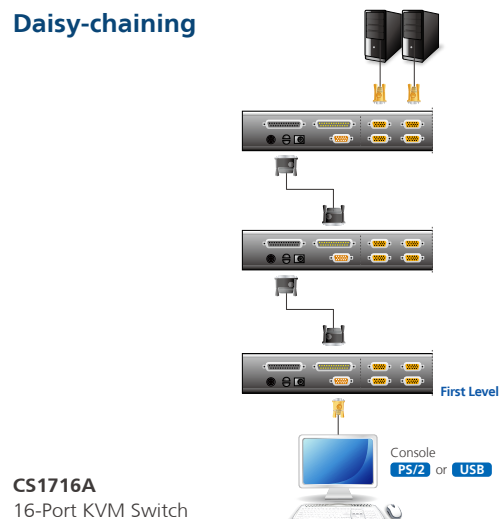 Daisy-chaining
First Level
Console
PS/2 or USB
CS1716A
16-Port KVM Switch